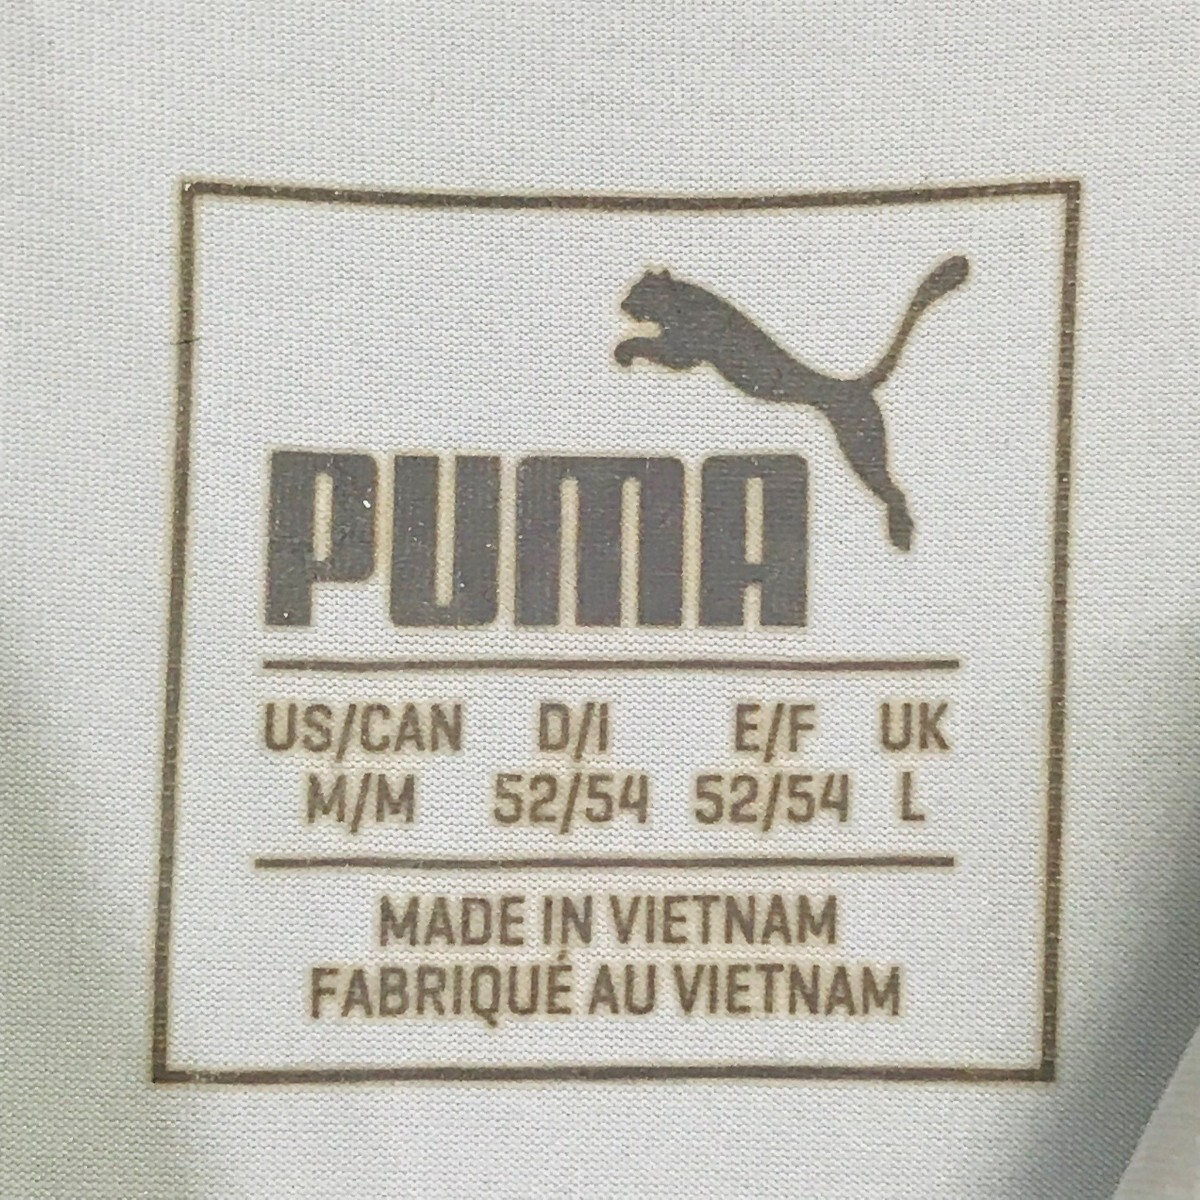 PUMA
US/CAN D/I E/F UK
M/M 52/54 52/54 L
MADE IN VIETNAM
FABRIQUÉ AU VIETNAM